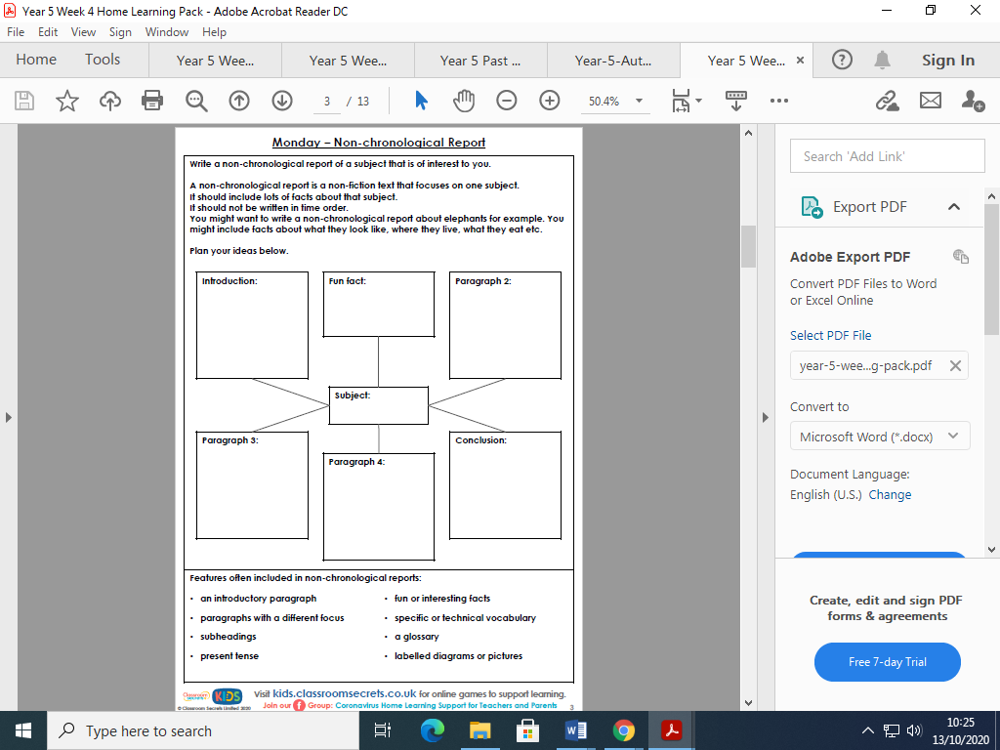 Year 5 Week 4 Home Learning Pack - Adobe Acrobat Reader DC
File Edit View Sign Window Help
Home Tools Year 5 Wee... Year 5 Wee... Year 5 Past ... Year-5-Aut... Year 5 Wee... Sign In
3 / 13 50.4%
Monday – Non-chronological Report
Write a non-chronological report of a subject that is of interest to you.
A non-chronological report is a non-fiction text that focuses on one subject.
It should include lots of facts about that subject.
It should not be written in time order.
You might want to write a non-chronological report about elephants for example. You
might include facts about what they look like, where they live, what they eat etc.
Plan your ideas below.
Introduction:
Fun fact:
Paragraph 2:
Subject:
Paragraph 3:
Paragraph 4:
Conclusion:
Features often included in non-chronological reports:
• an introductory paragraph
• paragraphs with a different focus
• subheadings
• present tense
• fun or interesting facts
• specific or technical vocabulary
• a glossary
• labelled diagrams or pictures
Classroom Secrets KIDS
© Classroom Secrets Limited 2020
Visit kids.classroomsecrets.co.uk for online games to support learning.
Join our f Group: Coronavirus Home Learning Support for Teachers and Parents
3
Search 'Add Link'
Export PDF
Adobe Export PDF
Convert PDF Files to Word
or Excel Online
Select PDF File
year-5-wee...g-pack.pdf
Convert to
Microsoft Word (*.docx)
Document Language:
English (U.S.) Change
Create, edit and sign PDF
forms & agreements
Free 7-day Trial
Type here to search
10:25
13/10/2020